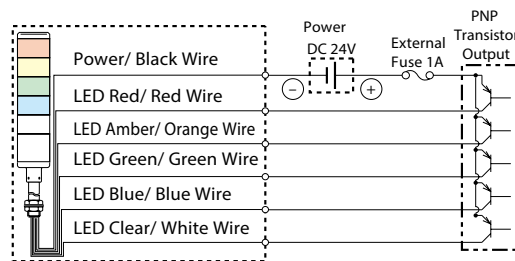 Power/ Black Wire
LED Red/ Red Wire
LED Amber/ Orange Wire
LED Green/ Green Wire
LED Blue/ Blue Wire
LED Clear/ White Wire
Power
DC 24V
− +
External
Fuse 1A
PNP
Transistor
Output